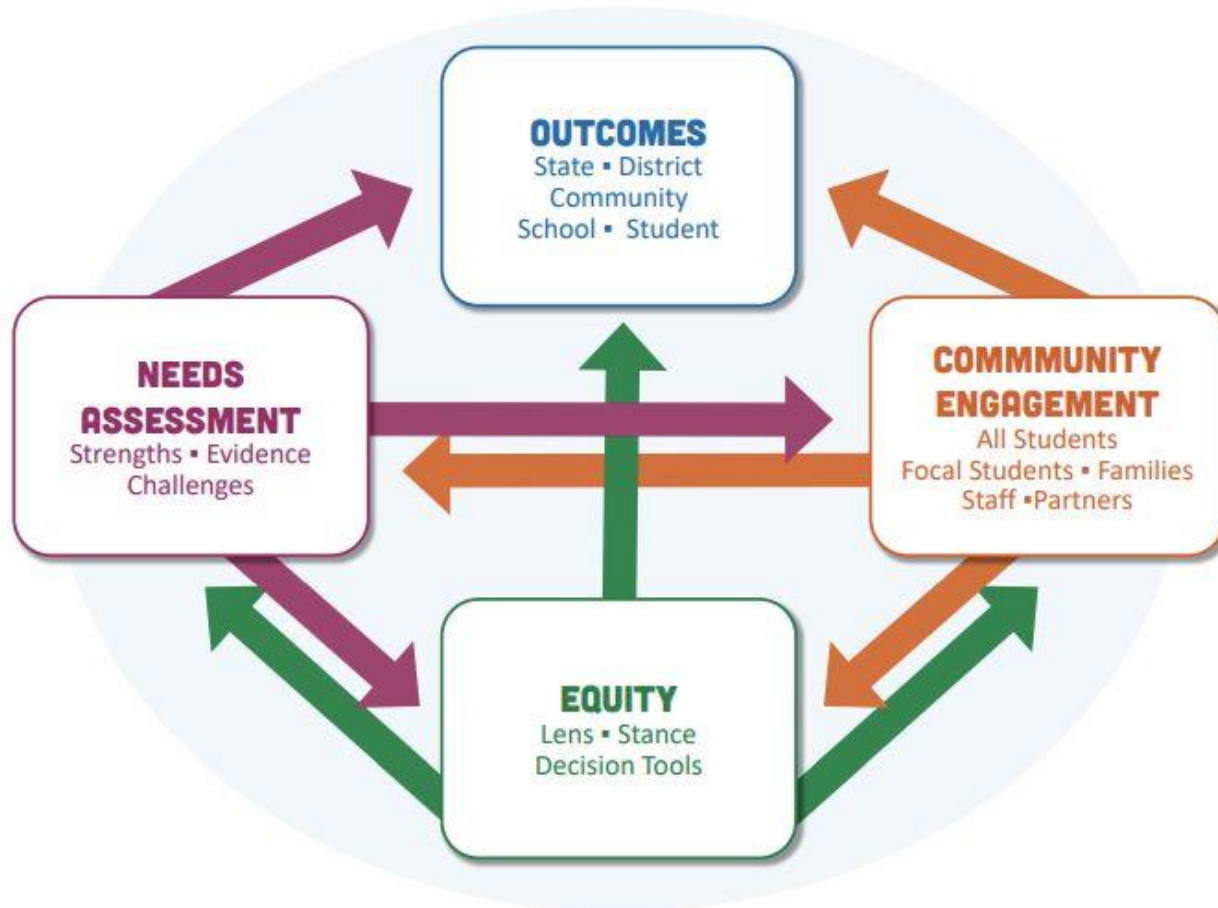 OUTCOMES
State ▪ District
Community
School ▪ Student
NEEDS
ASSESSMENT
Strengths ▪ Evidence
Challenges
COMMMUNITY
ENGAGEMENT
All Students
Focal Students ▪ Families
Staff ▪Partners
EQUITY
Lens ▪ Stance
Decision Tools